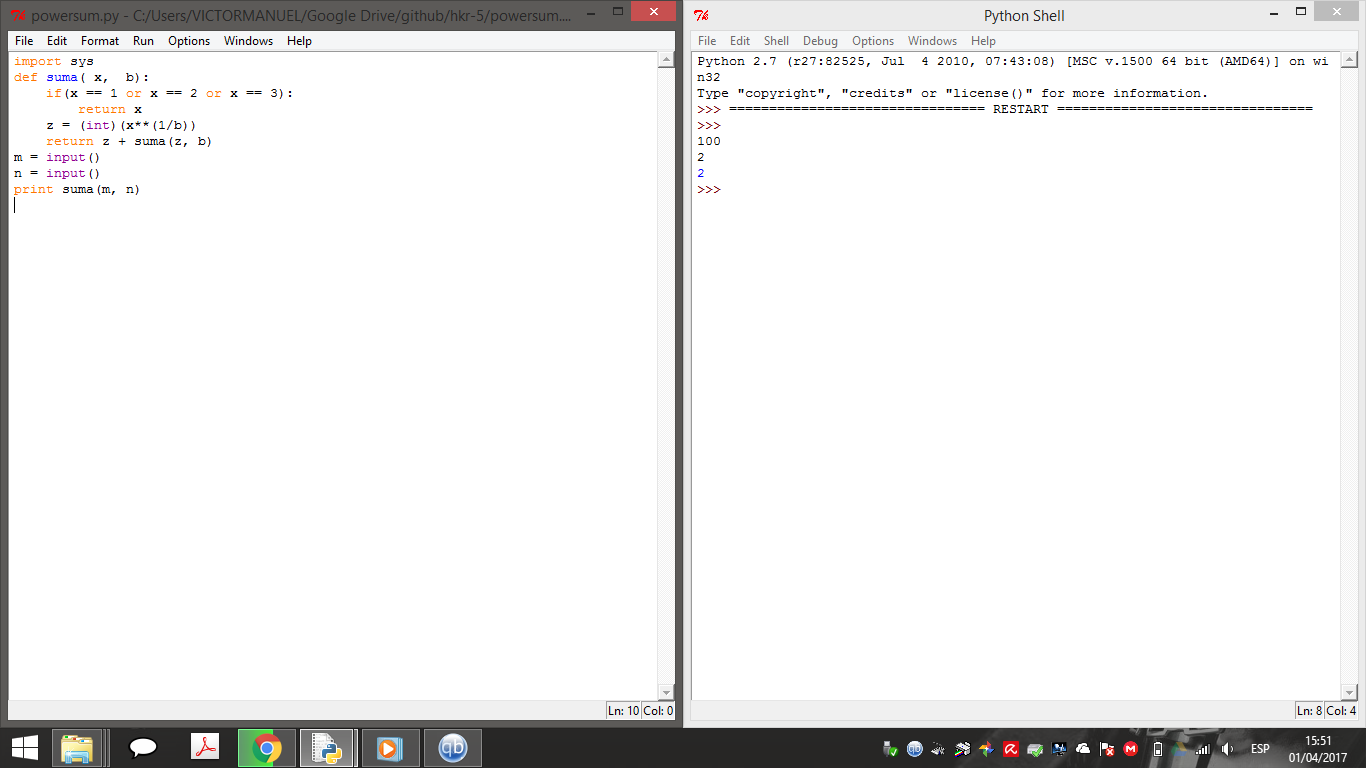 powersum.py - C:/Users/VICTORMANUEL/Google Drive/github/hkr-5/powersum....
File Edit Format Run Options Windows Help
import sys
def suma( x,  b):
    if(x == 1 or x == 2 or x == 3):
        return x
    z = (int)(x**(1/b))
    return z + suma(z, b)
m = input()
n = input()
print suma(m, n)
Ln: 10 Col: 0
Python Shell
File Edit Shell Debug Options Windows Help
Python 2.7 (r27:82525, Jul  4 2010, 07:43:08) [MSC v.1500 64 bit (AMD64)] on wi
n32
Type "copyright", "credits" or "license()" for more information.
>>> ================================ RESTART ================================
>>>
100
2
2
>>>
Ln: 8 Col: 4
qb
qb
ESP
15:51
01/04/2017